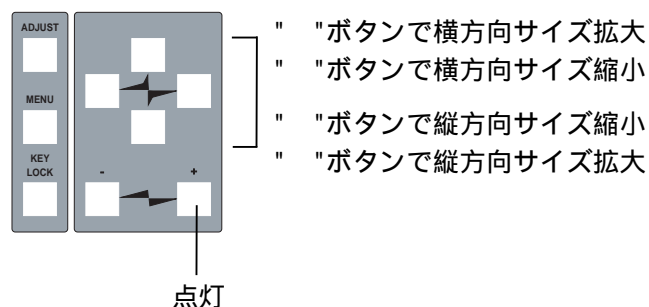 ADJUST
MENU
KEY
LOCK
- +
"  "ボタンで横方向サイズ拡大
"  "ボタンで横方向サイズ縮小
"  "ボタンで縦方向サイズ縮小
"  "ボタンで縦方向サイズ拡大
点灯